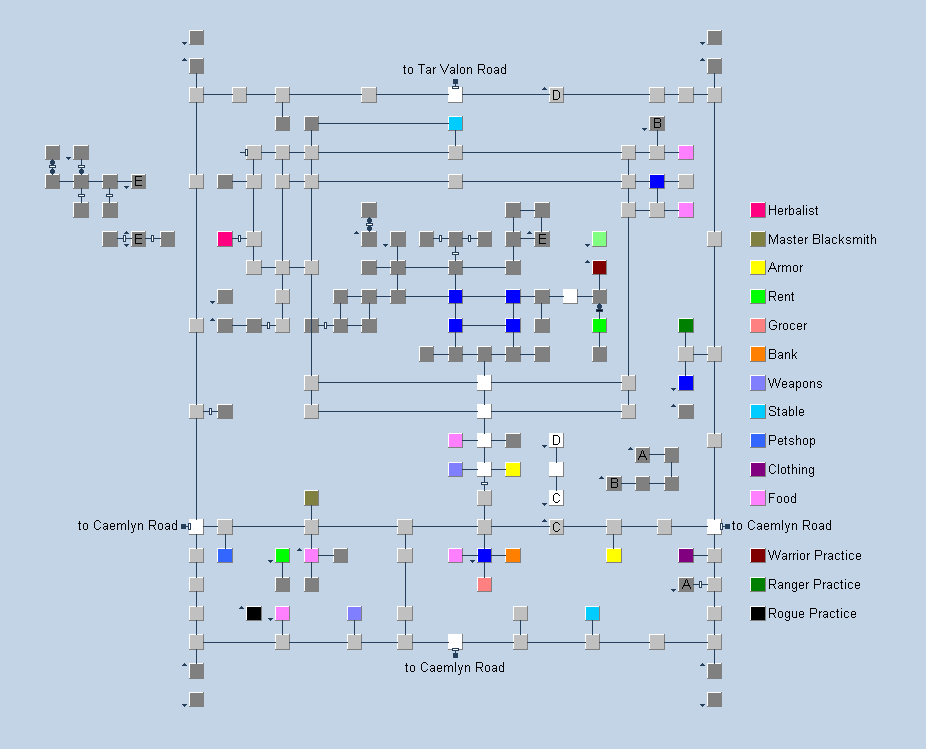 to Tar Valon Road
D
B
E
Herbalist
E
E
Master Blacksmith
Armor
Rent
Grocer
Bank
Weapons
Stable
D
Petshop
A
Clothing
B
C
Food
to Caemlyn Road
C
to Caemlyn Road
Warrior Practice
A
Ranger Practice
Rogue Practice
to Caemlyn Road